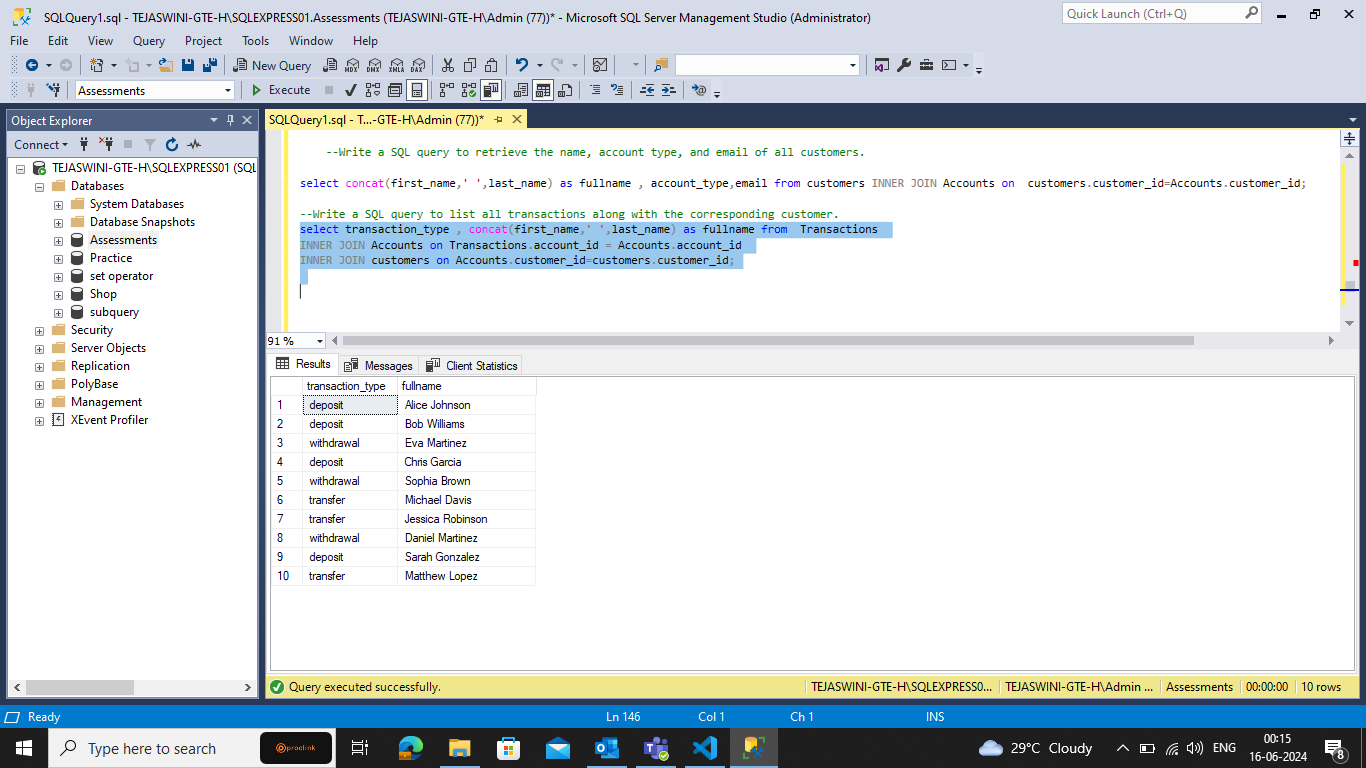 SQLQuery1.sql - TEJASWINI-GTE-H\SQLEXPRESS01.Assessments (TEJASWINI-GTE-H\Admin (77))* - Microsoft SQL Server Management Studio (Administrator)
Quick Launch (Ctrl+Q)
File Edit View Query Project Tools Window Help
New Query MDX DMX XMLA DAX
Assessments Execute
Object Explorer
SQLQuery1.sql - T...-GTE-H\Admin (77))*
Connect
TEJASWINI-GTE-H\SQLEXPRESS01 (SQL
Databases
System Databases
Database Snapshots
Assessments
Practice
set operator
Shop
subquery
Security
Server Objects
Replication
PolyBase
Management
XEvent Profiler
--Write a SQL query to retrieve the name, account type, and email of all customers.
select concat(first_name,' ',last_name) as fullname , account_type,email from customers INNER JOIN Accounts on  customers.customer_id=Accounts.customer_id;
--Write a SQL query to list all transactions along with the corresponding customer.
select transaction_type , concat(first_name,' ',last_name) as fullname from  Transactions
INNER JOIN Accounts on Transactions.account_id = Accounts.account_id
INNER JOIN customers on Accounts.customer_id=customers.customer_id;
91 %
Results Messages Client Statistics
transaction_type fullname
1 deposit Alice Johnson
2 deposit Bob Williams
3 withdrawal Eva Martinez
4 deposit Chris Garcia
5 withdrawal Sophia Brown
6 transfer Michael Davis
7 transfer Jessica Robinson
8 withdrawal Daniel Martinez
9 deposit Sarah Gonzalez
10 transfer Matthew Lopez
Query executed successfully.
TEJASWINI-GTE-H\SQLEXPRESS0... TEJASWINI-GTE-H\Admin ... Assessments 00:00:00 10 rows
Ready Ln 146 Col 1 Ch 1 INS
Type here to search proclink 29°C Cloudy ENG 00:15
16-06-2024 8